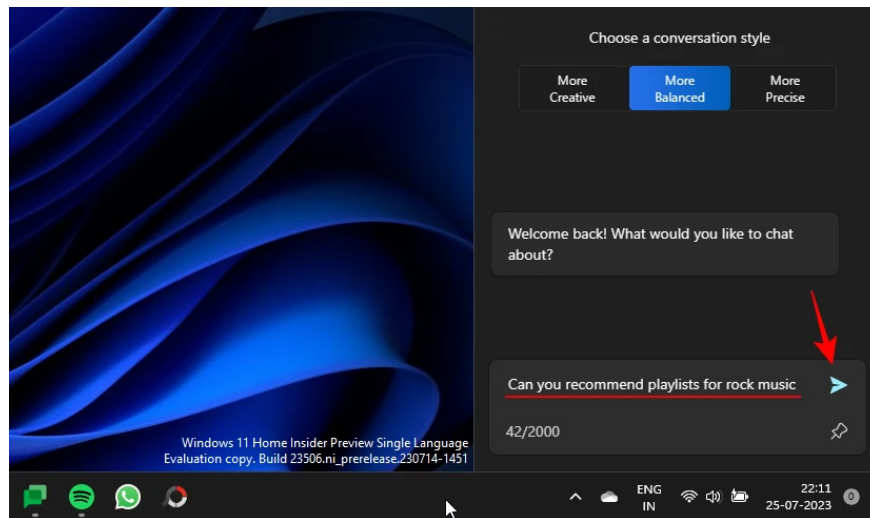 Choose a conversation style
More
Creative
More
Balanced
More
Precise
Welcome back! What would you like to chat
about?
Can you recommend playlists for rock music
42/2000
Windows 11 Home Insider Preview Single Language
Evaluation copy. Build 23506.ni_prerelease.230714-1451
ENG
IN
22:11
25-07-2023
0